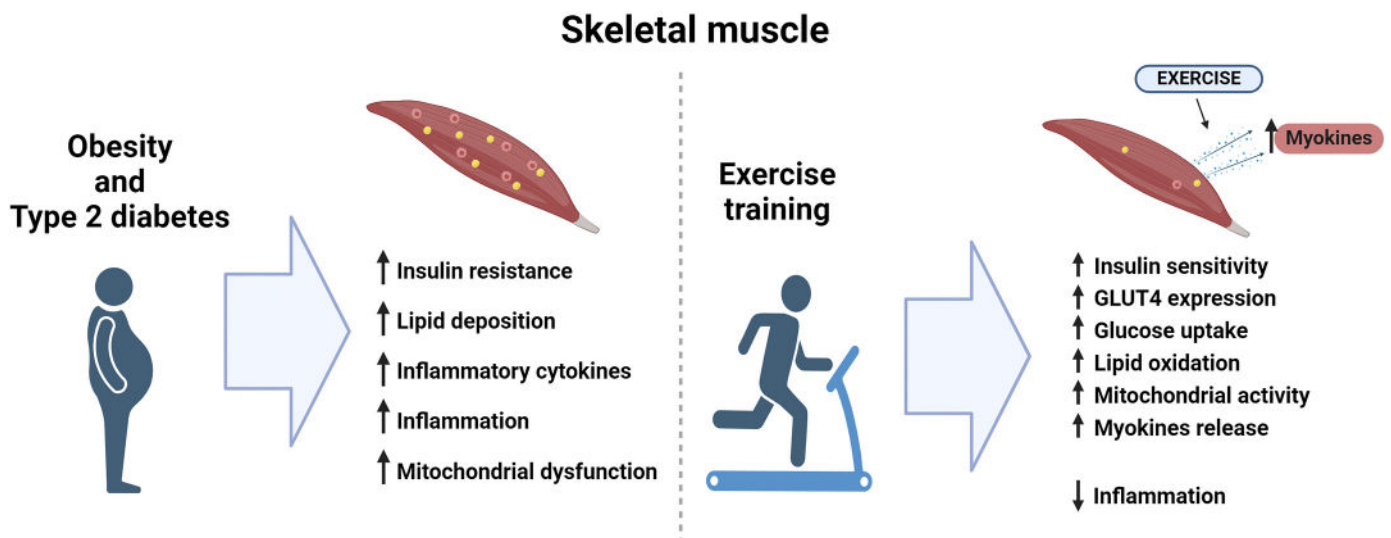 Skeletal muscle
Obesity
and
Type 2 diabetes
Insulin resistance
Lipid deposition
Inflammatory cytokines
Inflammation
Mitochondrial dysfunction
Exercise
training
EXERCISE
Myokines
Insulin sensitivity
GLUT4 expression
Glucose uptake
Lipid oxidation
Mitochondrial activity
Myokines release
Inflammation